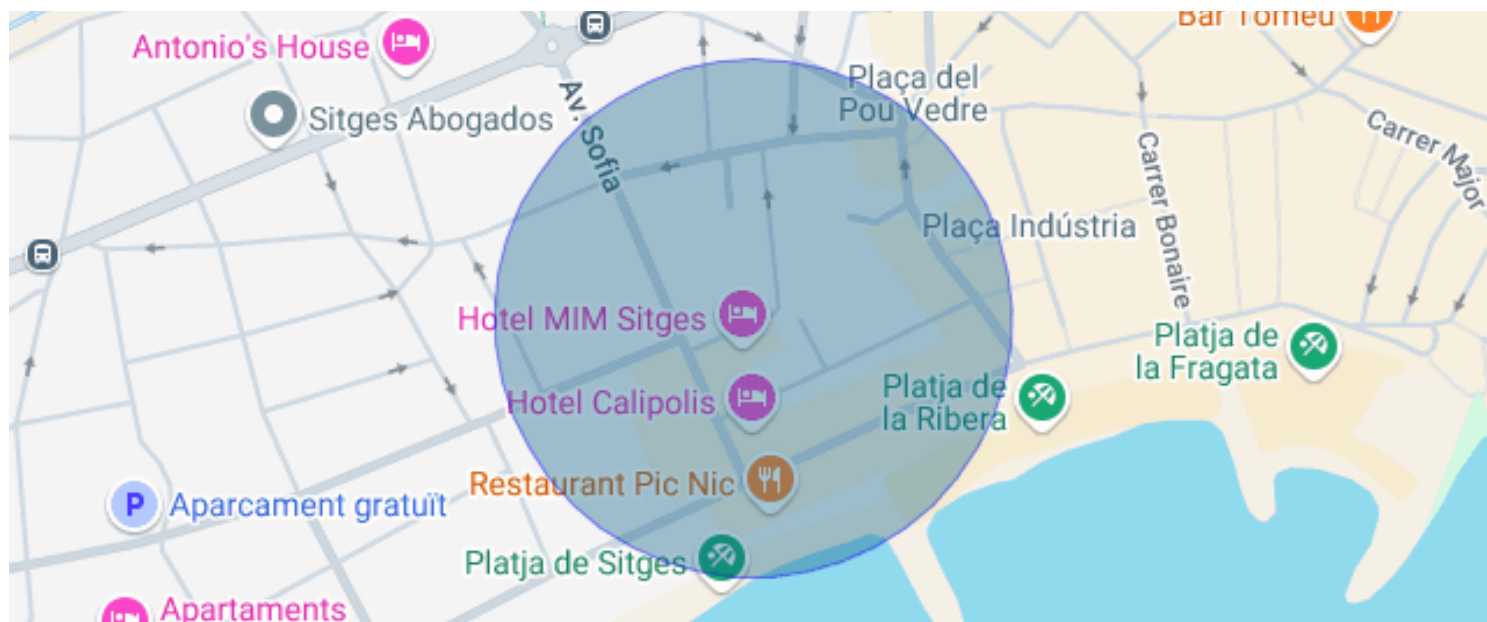 Bar Tomeu
Antonio's House
Plaça del
Pou Vedre
Sitges Abogados
Av. Sofia
Carrer Major
Carrer Bonaire
Plaça Indústria
Hotel MIM Sitges
Platja de
la Fragata
Hotel Calipolis
Platja de
la Ribera
Restaurant Pic Nic
P Aparcament gratuït
Platja de Sitges
Apartaments